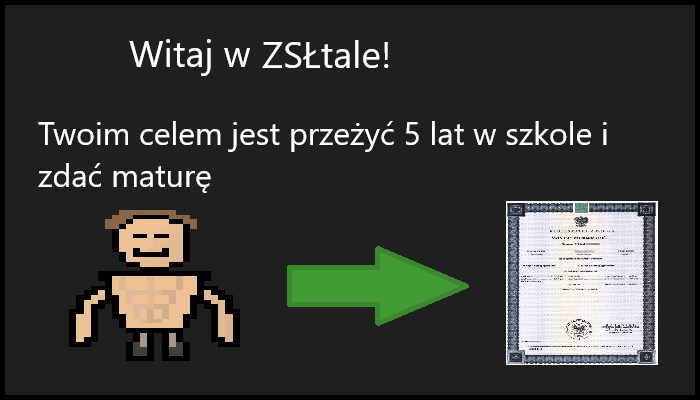 Witaj w ZSŁtale!
Twoim celem jest przeżyć 5 lat w szkole i
zdać maturę